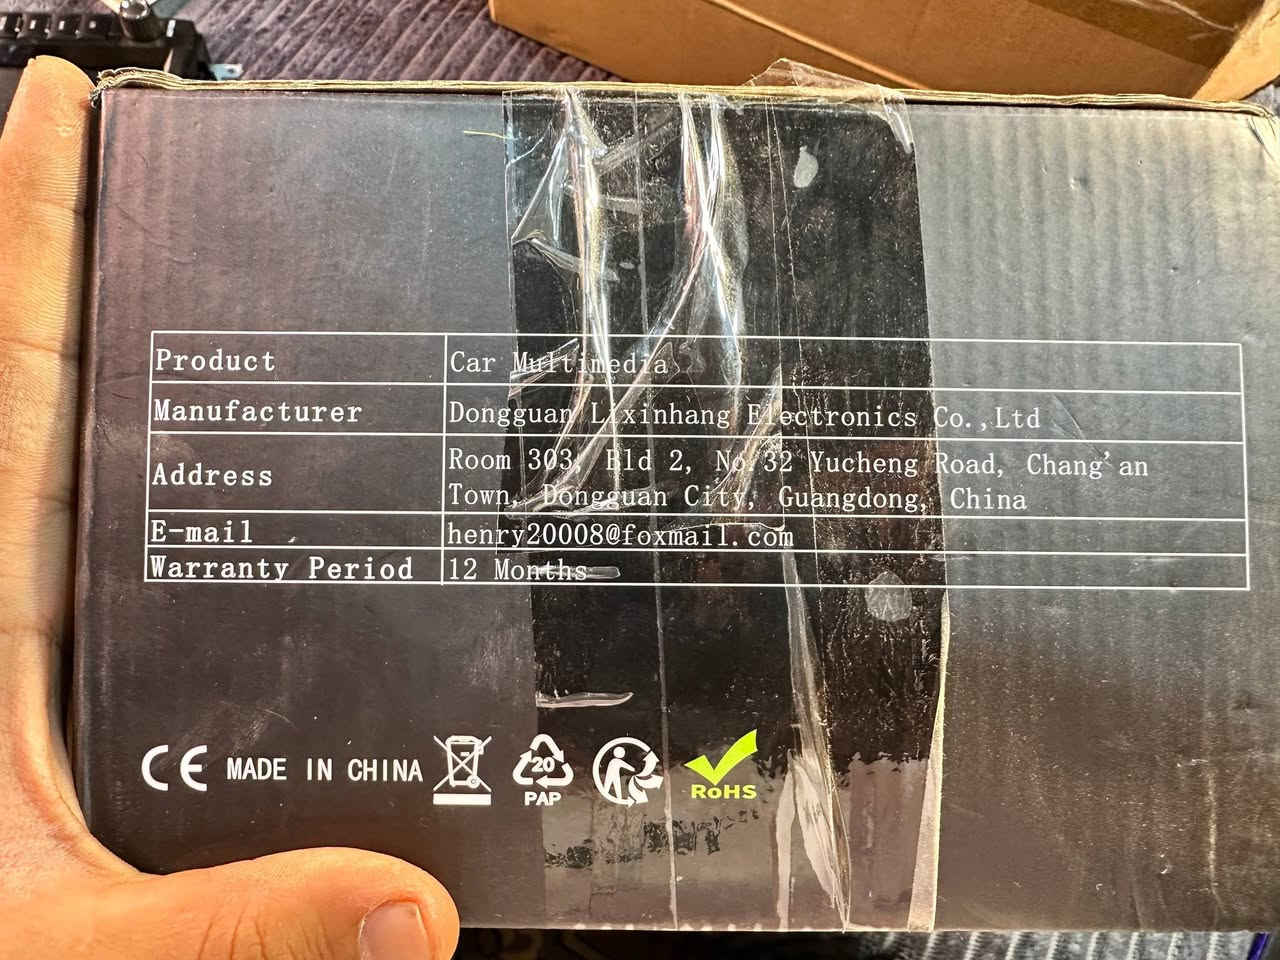 Product Car Multimedia
Manufacturer Dongguan Lixinhang Electronics Co.,Ltd
Address Room 303, Bld 2, No.32 Yucheng Road, Chang'an
Town, Dongguan City, Guangdong, China
E-mail henry20008@foxmail.com
Warranty Period 12 Months
CE MADE IN CHINA 20 PAP RoHS